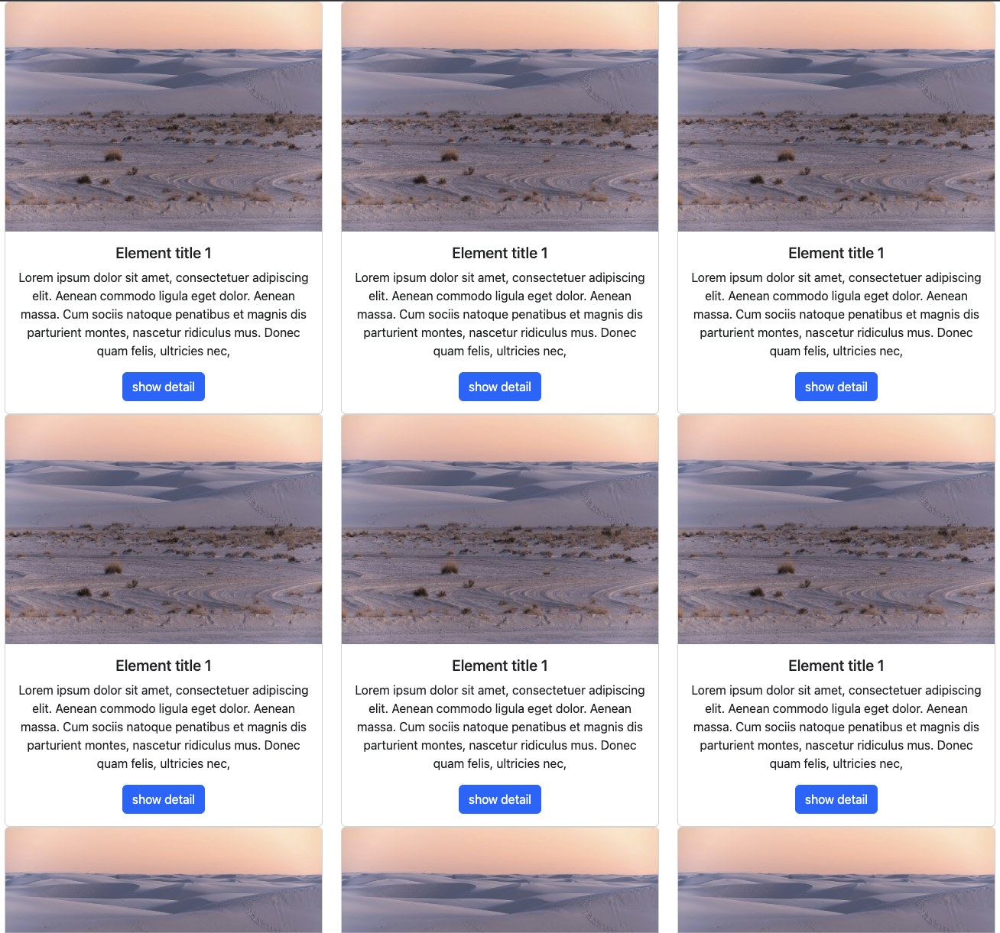 Element title 1
Lorem ipsum dolor sit amet, consectetuer adipiscing
elit. Aenean commodo ligula eget dolor. Aenean
massa. Cum sociis natoque penatibus et magnis dis
parturient montes, nascetur ridiculus mus. Donec
quam felis, ultricies nec,
show detail
Element title 1
Lorem ipsum dolor sit amet, consectetuer adipiscing
elit. Aenean commodo ligula eget dolor. Aenean
massa. Cum sociis natoque penatibus et magnis dis
parturient montes, nascetur ridiculus mus. Donec
quam felis, ultricies nec,
show detail
Element title 1
Lorem ipsum dolor sit amet, consectetuer adipiscing
elit. Aenean commodo ligula eget dolor. Aenean
massa. Cum sociis natoque penatibus et magnis dis
parturient montes, nascetur ridiculus mus. Donec
quam felis, ultricies nec,
show detail
Element title 1
Lorem ipsum dolor sit amet, consectetuer adipiscing
elit. Aenean commodo ligula eget dolor. Aenean
massa. Cum sociis natoque penatibus et magnis dis
parturient montes, nascetur ridiculus mus. Donec
quam felis, ultricies nec,
show detail
Element title 1
Lorem ipsum dolor sit amet, consectetuer adipiscing
elit. Aenean commodo ligula eget dolor. Aenean
massa. Cum sociis natoque penatibus et magnis dis
parturient montes, nascetur ridiculus mus. Donec
quam felis, ultricies nec,
show detail
Element title 1
Lorem ipsum dolor sit amet, consectetuer adipiscing
elit. Aenean commodo ligula eget dolor. Aenean
massa. Cum sociis natoque penatibus et magnis dis
parturient montes, nascetur ridiculus mus. Donec
quam felis, ultricies nec,
show detail